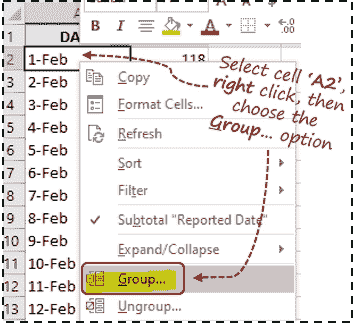 A
B I A
.00
1 DA
2 1-Feb 118
3 2-Feb
4 3-Feb
5 4-Feb
6 5-Feb
7 6-Feb
8 7-Feb
9 8-Feb
10 9-Feb
11 10-Feb
12 11-Feb
13 12-Feb
Copy
Format Cells...
Refresh
Sort
Filter
Subtotal "Reported Date"
Expand/Collapse
Group...
Ungroup...
Select cell 'A2',
right click, then
choose the
Group... option